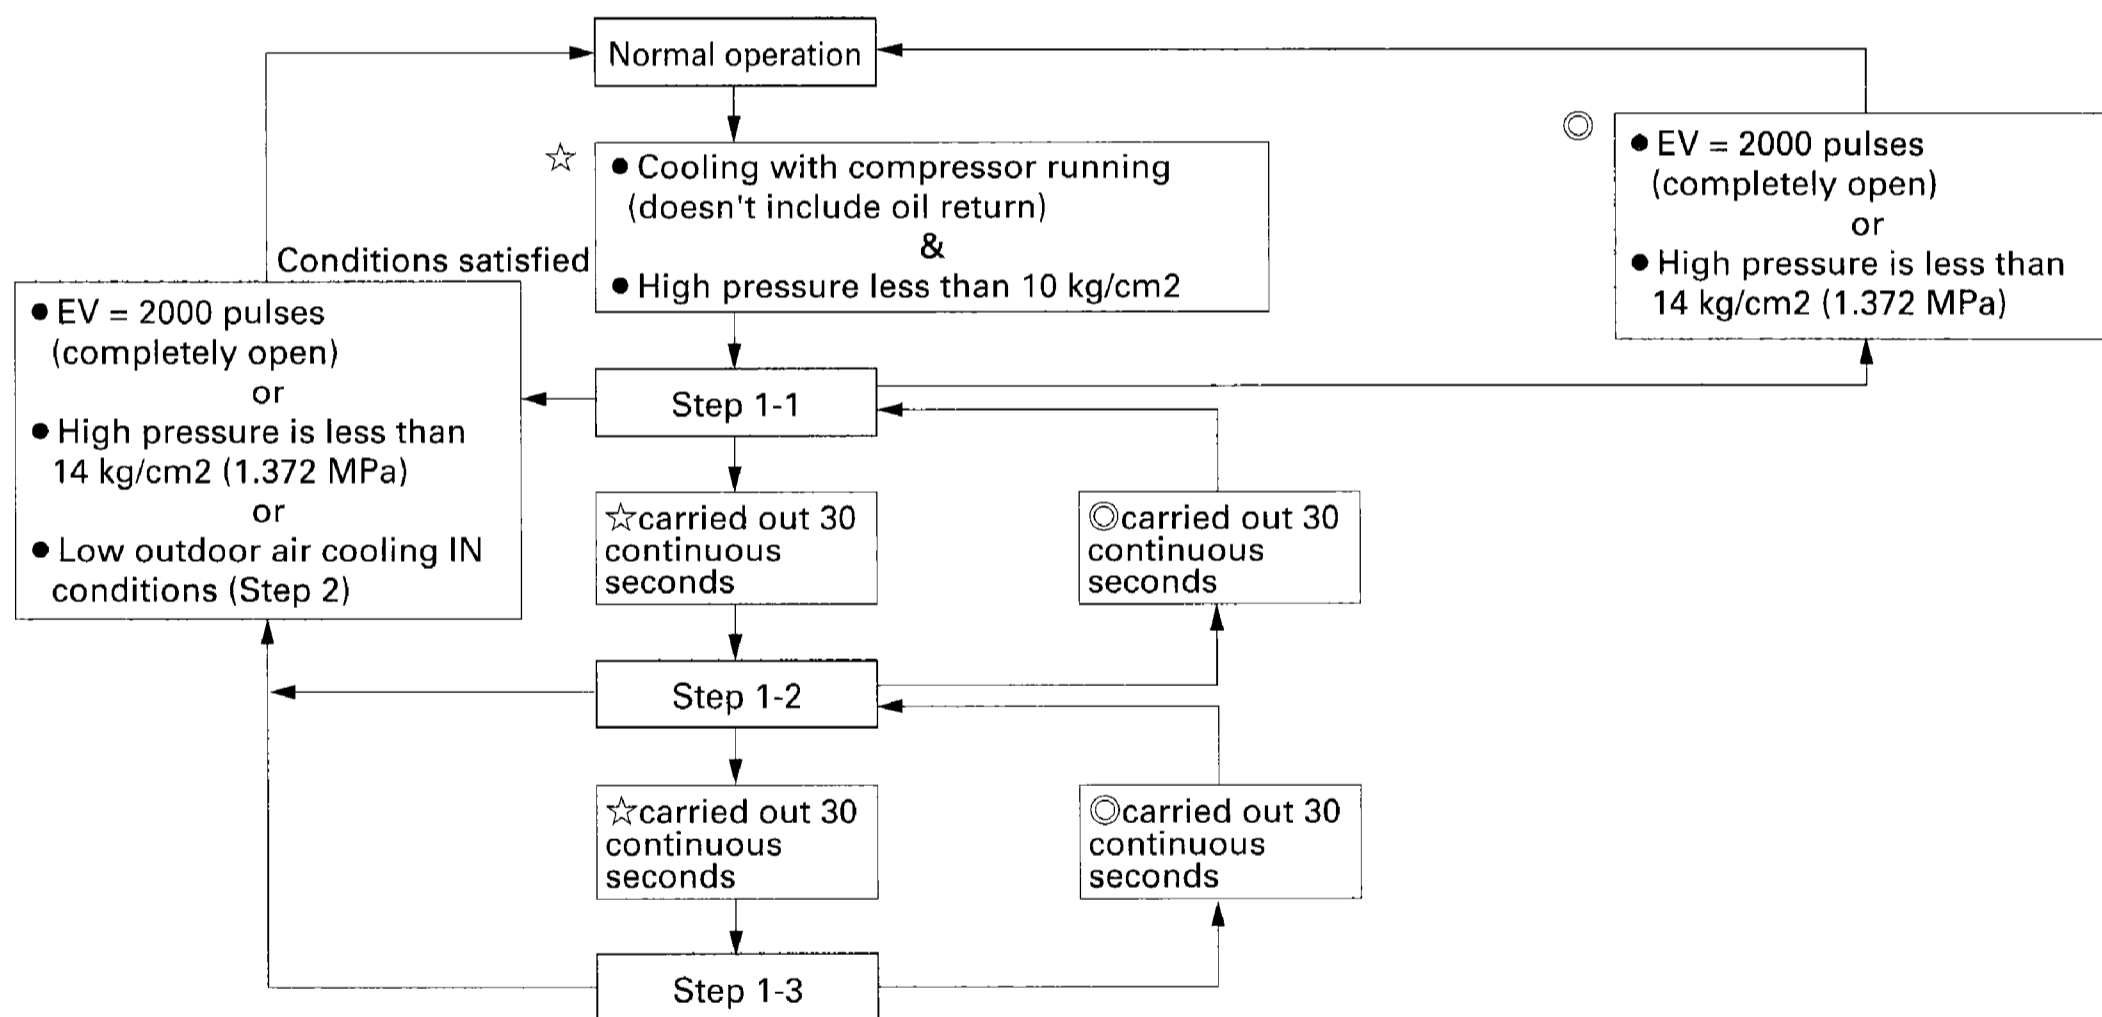 Normal operation
☆
● Cooling with compressor running
(doesn't include oil return)
&
● High pressure less than 10 kg/cm2
◎
● EV = 2000 pulses
(completely open)
or
● High pressure is less than
14 kg/cm2 (1.372 MPa)
Conditions satisfied
● EV = 2000 pulses
(completely open)
or
● High pressure is less than
14 kg/cm2 (1.372 MPa)
or
● Low outdoor air cooling IN
conditions (Step 2)
Step 1-1
☆carried out 30
continuous
seconds
◎carried out 30
continuous
seconds
Step 1-2
☆carried out 30
continuous
seconds
◎carried out 30
continuous
seconds
Step 1-3